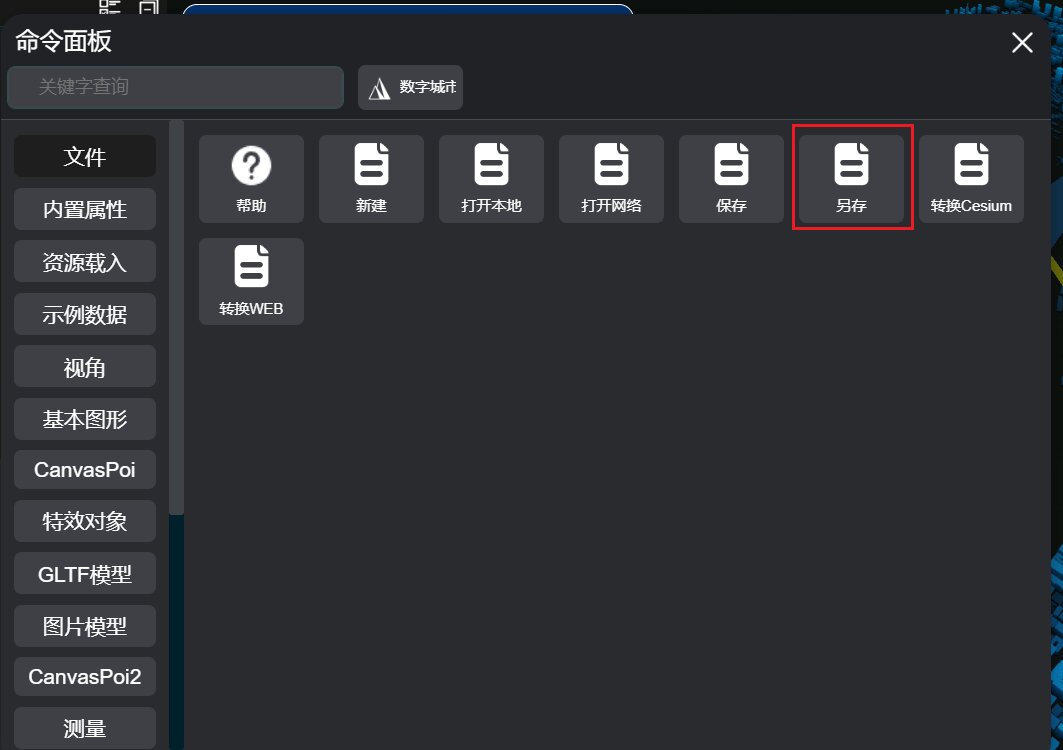 命令面板
关键字查询
数字城市
文件
内置属性
资源载入
示例数据
视角
基本图形
CanvasPoi
特效对象
GLTF模型
图片模型
CanvasPoi2
测量
帮助
新建
打开本地
打开网络
保存
另存
转换Cesium
转换WEB